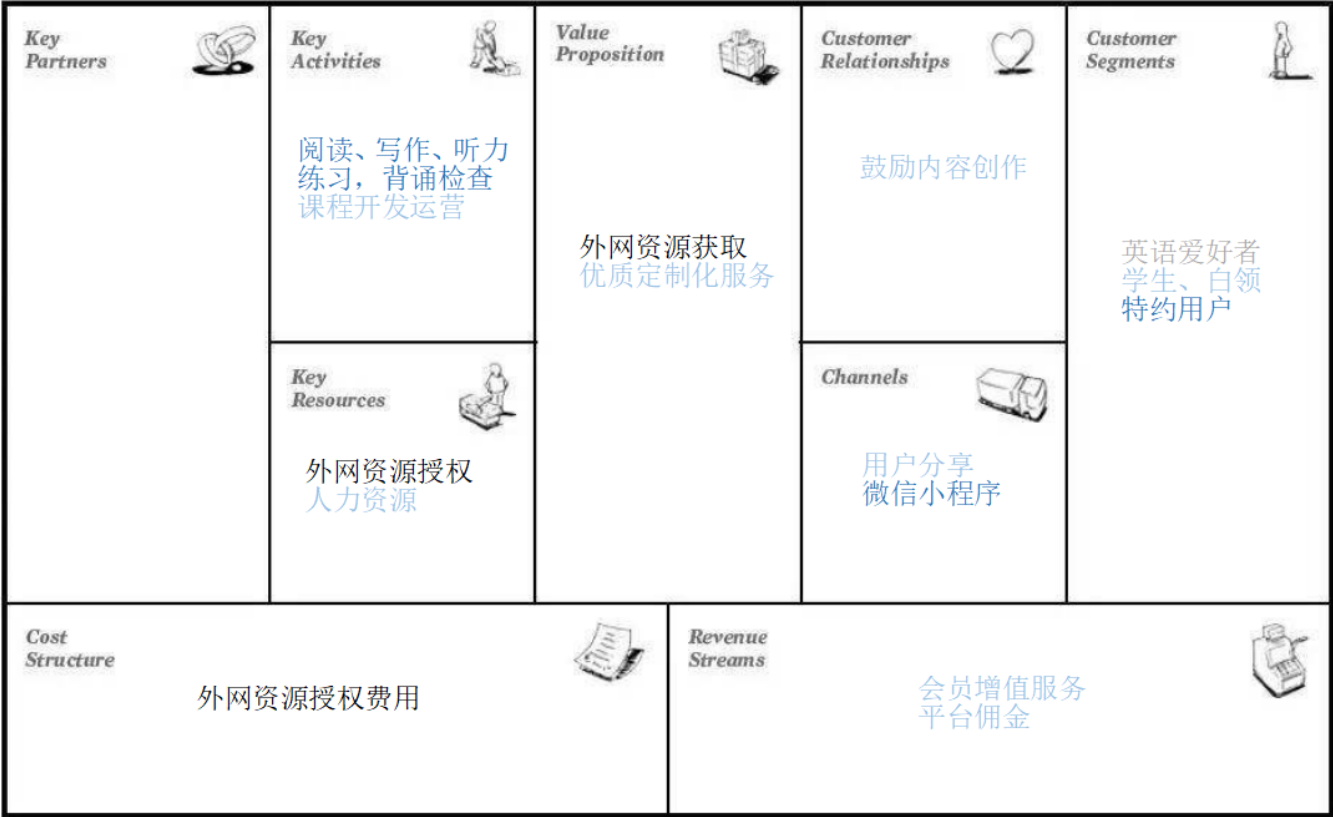 Key
Partners
Key
Activities
阅读、写作、听力
练习，背诵检查
课程开发运营
Key
Resources
外网资源授权
人力资源
Value
Proposition
外网资源获取
优质定制化服务
Customer
Relationships
鼓励内容创作
Channels
用户分享
微信小程序
Customer
Segments
英语爱好者
学生、白领
特约用户
Cost
Structure
外网资源授权费用
Revenue
Streams
会员增值服务
平台佣金